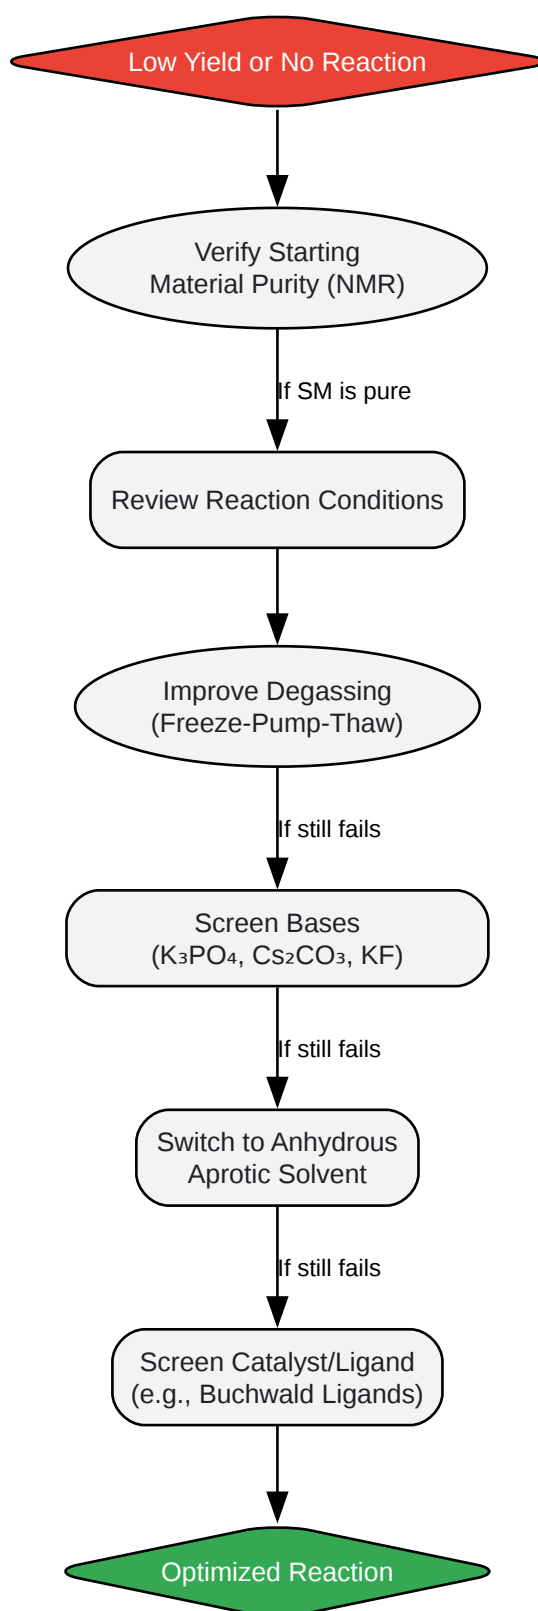 Low Yield or No Reaction
Verify Starting
Material Purity (NMR)
If SM is pure
Review Reaction Conditions
Improve Degassing
(Freeze-Pump-Thaw)
If still fails
Screen Bases
(K₃PO₄, Cs₂CO₃, KF)
If still fails
Switch to Anhydrous
Aprotic Solvent
If still fails
Screen Catalyst/Ligand
(e.g., Buchwald Ligands)
Optimized Reaction